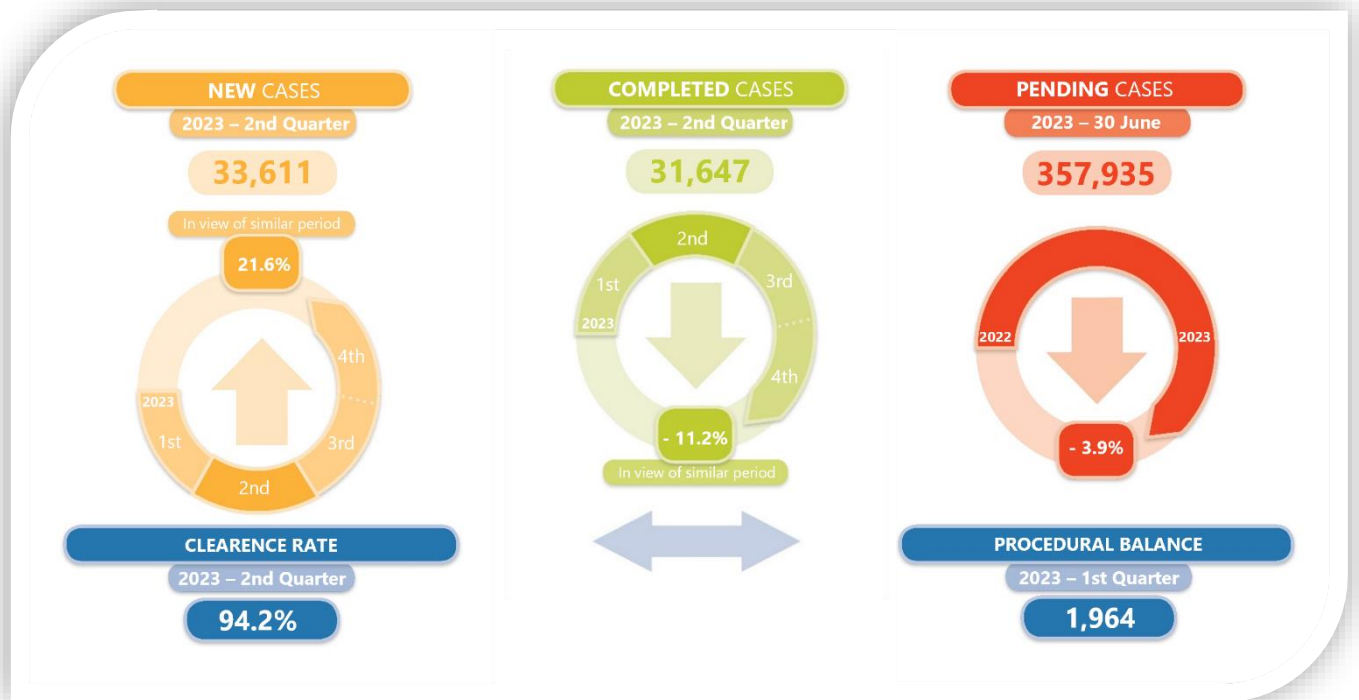 NEW CASES
2023 – 2nd Quarter
33,611
In view of similar period
21.6%
4th
2023
1st
3rd
2nd
CLEARENCE RATE
2023 – 2nd Quarter
94.2%
COMPLETED CASES
2023 – 2nd Quarter
31,647
2nd
1st
3rd
2023
4th
- 11.2%
In view of similar period
PENDING CASES
2023 – 30 June
357,935
2022
2023
- 3.9%
PROCEDURAL BALANCE
2023 – 1st Quarter
1,964